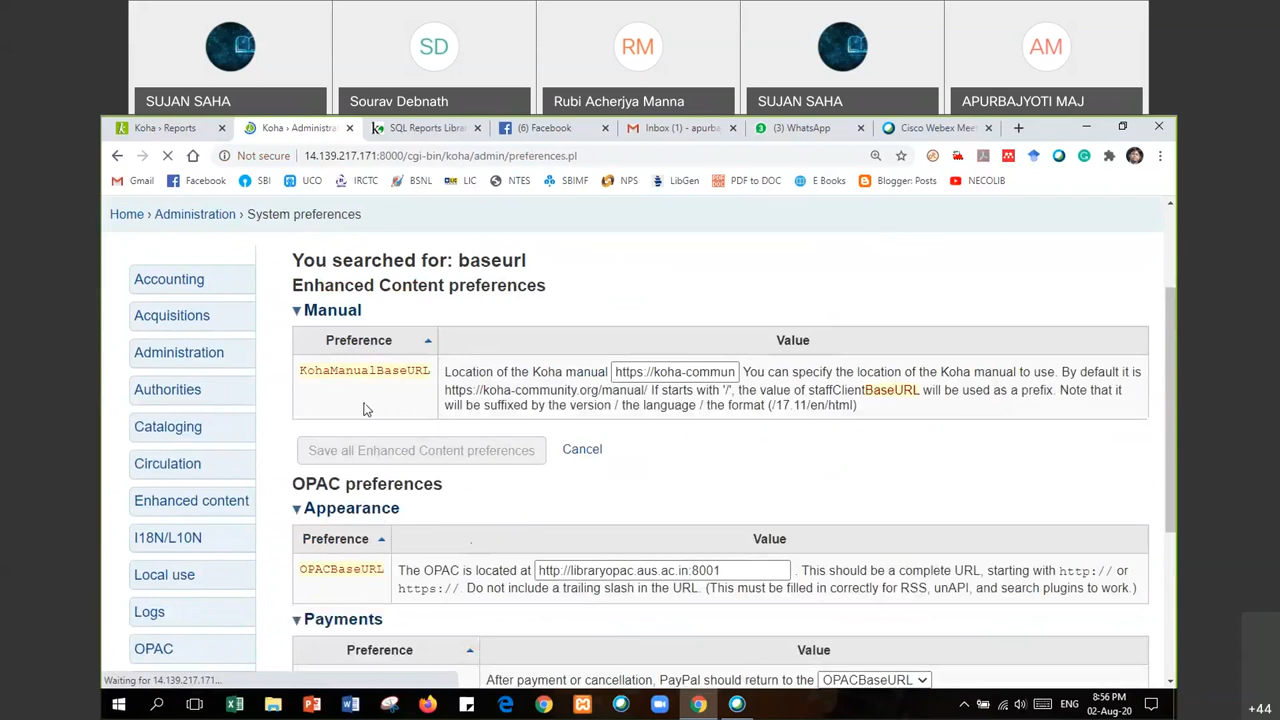 SD
RM
AM
SUJAN SAHA
Sourav Debnath
Rubi Acherjya Manna
SUJAN SAHA
APURBAJYOTI MAJ
Koha › Reports
Koha › Administra
SQL Reports Libra
(6) Facebook
Inbox (1) - apurba
(3) WhatsApp
Cisco Webex Meet
Not secure
14.139.217.171:8000/cgi-bin/koha/admin/preferences.pl
Gmail
Facebook
SBI
UCO
IRCTC
BSNL
LIC
NTES
SBIMF
NPS
LibGen
PDF to DOC
E Books
Blogger: Posts
NECOLIB
Home › Administration › System preferences
Accounting
Acquisitions
Administration
Authorities
Cataloging
Circulation
Enhanced content
I18N/L10N
Local use
Logs
OPAC
You searched for: baseurl
Enhanced Content preferences
Manual
Preference
Value
KohaManualBaseURL
Location of the Koha manual https://koha-commun You can specify the location of the Koha manual to use. By default it is
https://koha-community.org/manual/ If starts with '/', the value of staffClientBaseURL will be used as a prefix. Note that it
will be suffixed by the version / the language / the format (/17.11/en/html)
Save all Enhanced Content preferences
Cancel
OPAC preferences
Appearance
Preference
Value
OPACBaseURL
The OPAC is located at http://libraryopac.aus.ac.in:8001 . This should be a complete URL, starting with http:// or
https://. Do not include a trailing slash in the URL. (This must be filled in correctly for RSS, unAPI, and search plugins to work.)
Payments
Preference
Value
After payment or cancellation, PayPal should return to the OPACBaseURL
Waiting for 14.139.217.171...
ENG
8:56 PM
02-Aug-20
+44